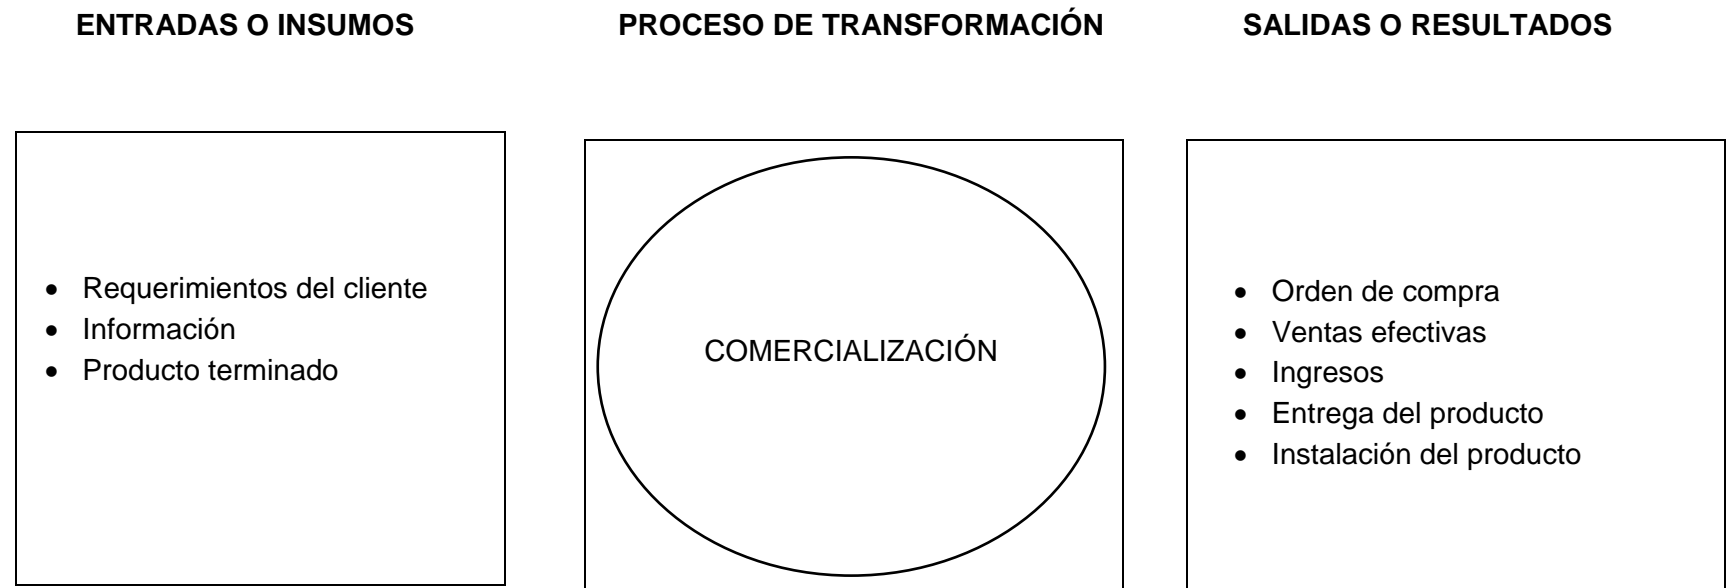 ENTRADAS O INSUMOS
PROCESO DE TRANSFORMACIÓN
SALIDAS O RESULTADOS
• Requerimientos del cliente
• Información
• Producto terminado
COMERCIALIZACIÓN
• Orden de compra
• Ventas efectivas
• Ingresos
• Entrega del producto
• Instalación del producto